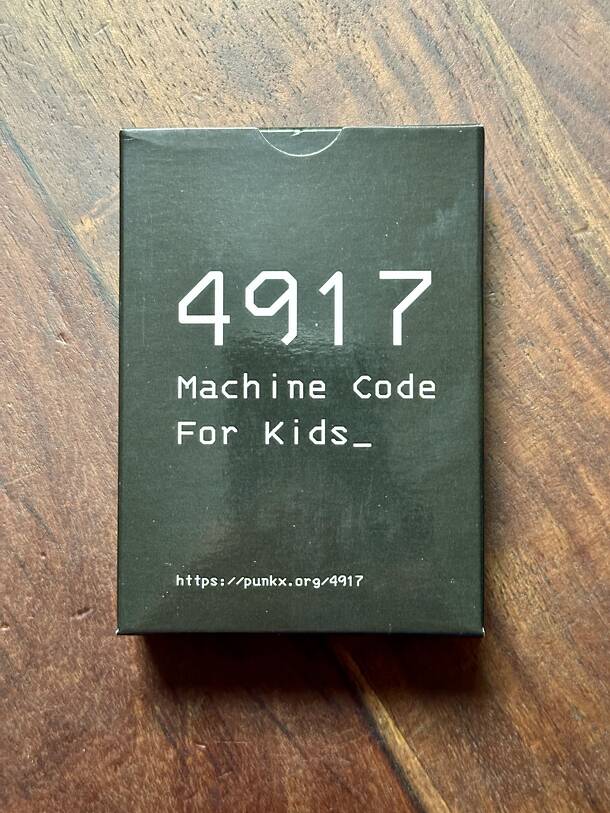 4917
Machine Code
For Kids_
https://punkx.org/4917